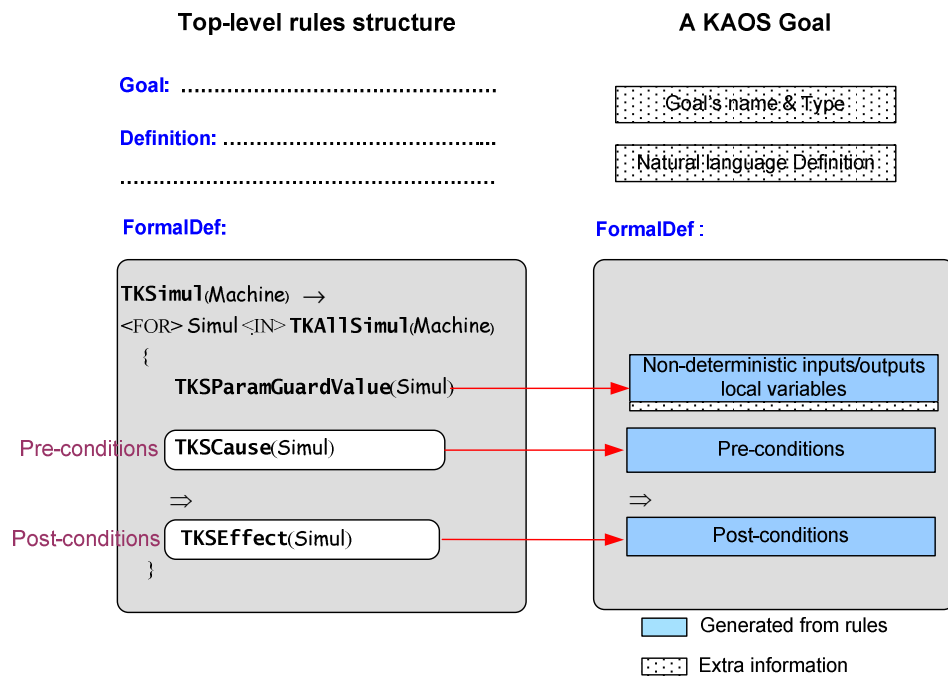 Top-level rules structure
A KAOS Goal
Goal: ................................................
Definition: ..........................................
.........................................................
Goal's name & Type
Natural language Definition
FormalDef:
FormalDef :
TKSimul(Machine) →
<FOR> Simul <IN> TKAllSimul(Machine)
{
TKSParamGuardValue(Simul)
Non-deterministic inputs/outputs
local variables
Pre-conditions
TKSCause(Simul)
Pre-conditions
⇒
⇒
Post-conditions
TKSEffect(Simul)
Post-conditions
}
Generated from rules
Extra information